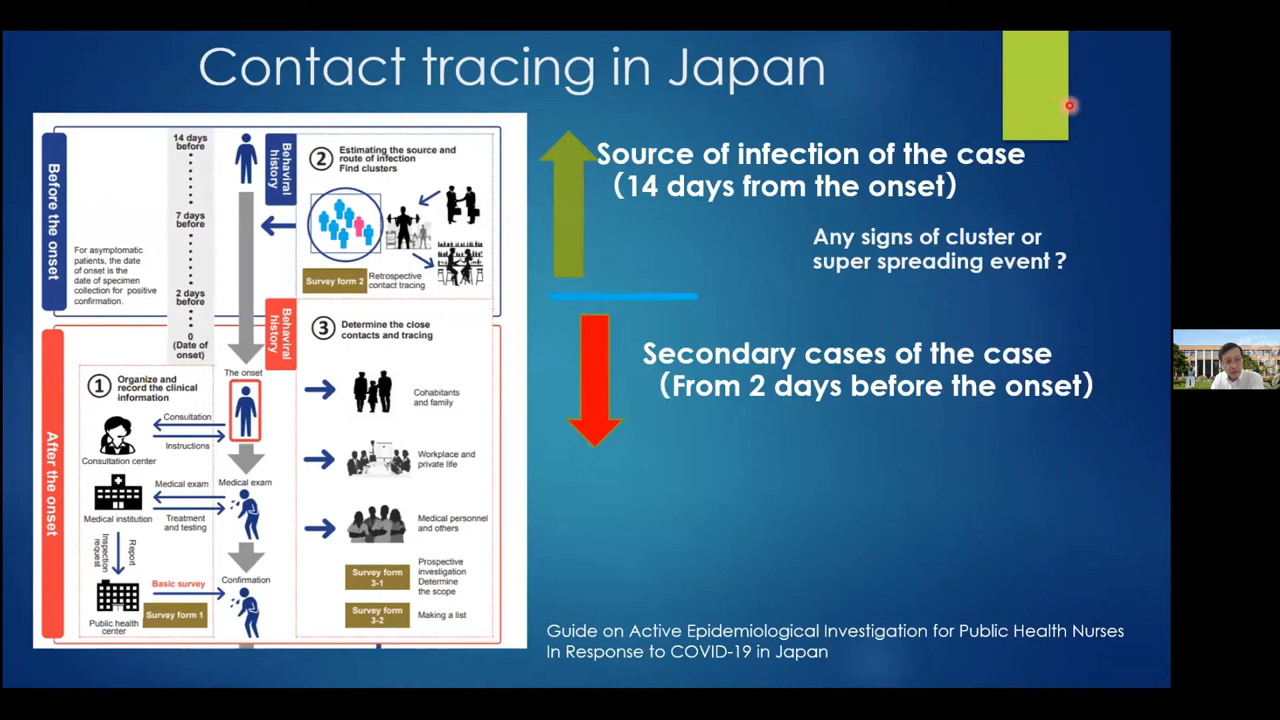 Contact tracing in Japan
Before the onset
14 days
before
7 days
before
2 days
before
0
(Date of
onset)
For asymptomatic
patients, the date
of onset is the
date of specimen
collection for positive
confirmation.
Behaviral
history
2
Estimating the source and
route of infection
Find clusters
Survey form 2
Retrospective
contact tracing
After the onset
Behaviral
history
3
Determine the close
contacts and tracing
The onset
1
Organize and
record the clinical
information
Consultation
Instructions
Consultation center
Medical exam
Medical exam
Treatment
and testing
Medical institution
Inspection
request
Report
Confirmation
Basic survey
Survey form 1
Public health
center
Cohabitants
and family
Workplace and
private life
Medical personnel
and others
Survey form
3-1
Prospective
investigation
Determine
the scope
Survey form
3-2
Making a list
Source of infection of the case
(14 days from the onset)
Any signs of cluster or
super spreading event ?
Secondary cases of the case
(From 2 days before the onset)
Guide on Active Epidemiological Investigation for Public Health Nurses
In Response to COVID-19 in Japan